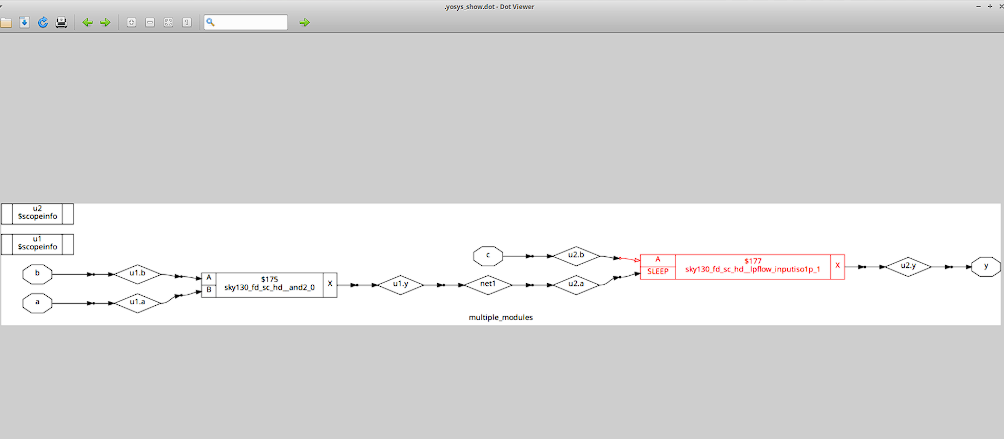 .yosys_show.dot - Dot Viewer
u2
$scopeinfo
u1
$scopeinfo
b
u1.b
a
u1.a
A
B
$175
sky130_fd_sc_hd__and2_0
X
u1.y
net1
c
u2.b
u2.a
A
SLEEP
$177
sky130_fd_sc_hd__lpflow_inputiso1p_1
X
u2.y
y
multiple_modules